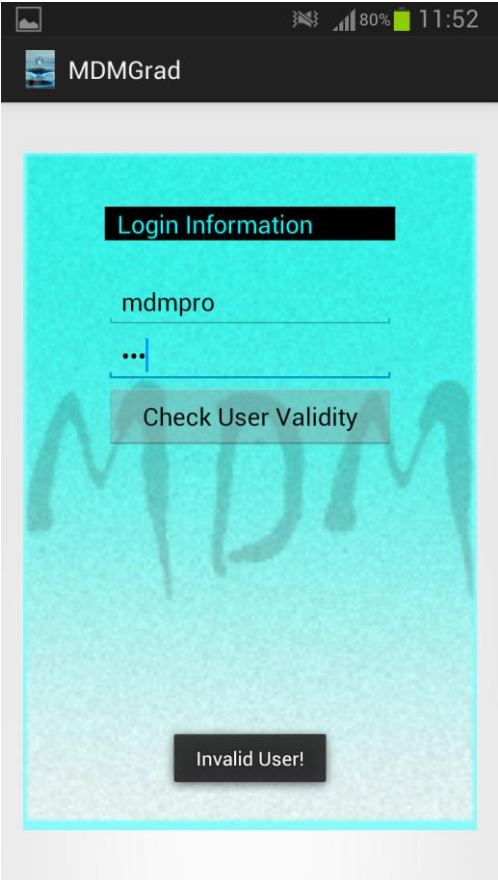 80% 11:52
MDMGrad
Login Information
mdmpro
•••
Check User Validity
MDM
Invalid User!